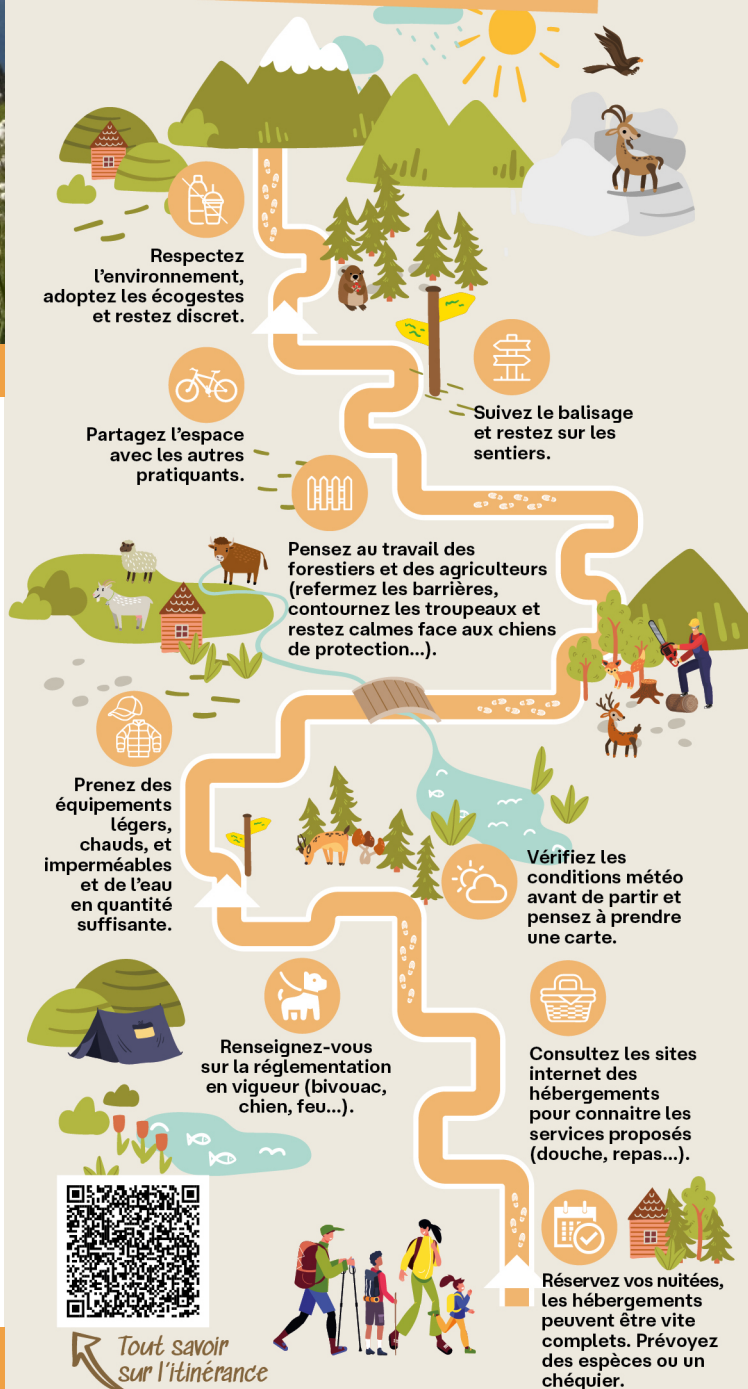 Respectez
l'environnement,
adoptez les écogestes
et restez discret.
Suivez le balisage
et restez sur les
sentiers.
Partagez l'espace
avec les autres
pratiquants.
Pensez au travail des
forestiers et des agriculteurs
(refermez les barrières,
contournez les troupeaux et
restez calmes face aux chiens
de protection...).
Prenez des
équipements
légers,
chauds, et
imperméables
et de l'eau
en quantité
suffisante.
Vérifiez les
conditions météo
avant de partir et
pensez à prendre
une carte.
Renseignez-vous
sur la réglementation
en vigueur (bivouac,
chien, feu...).
Consultez les sites
internet des
hébergements
pour connaitre les
services proposés
(douche, repas...).
Réservez vos nuitées,
les hébergements
peuvent être vite
complets. Prévoyez
des espèces ou un
chéquier.
Tout savoir
sur l'itinérance